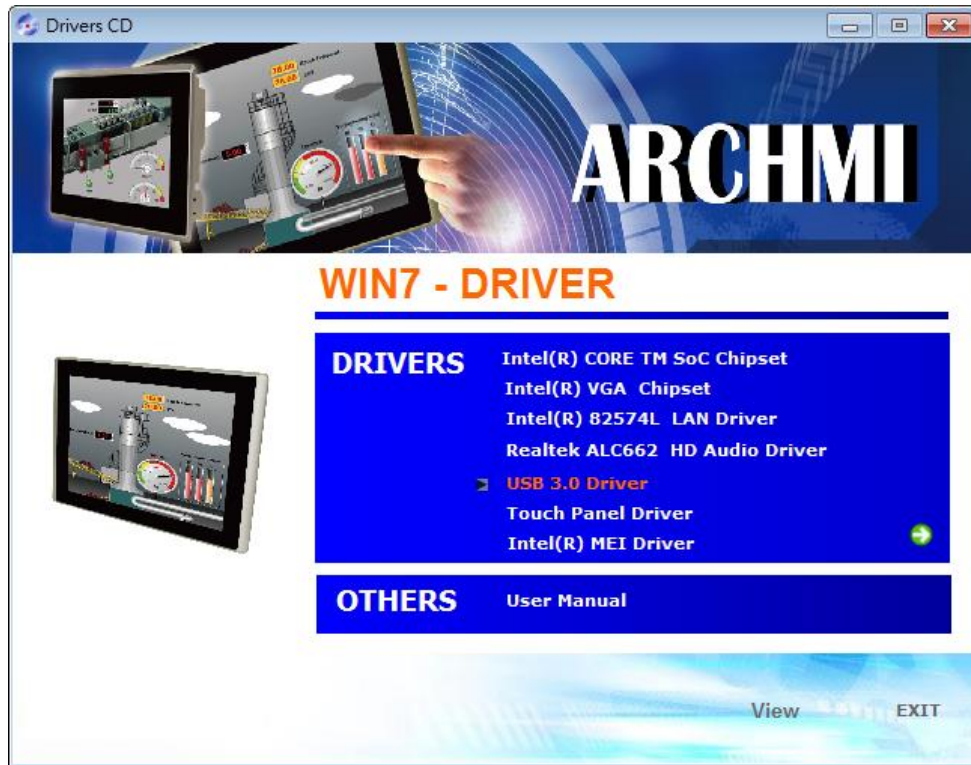 Drivers CD
ARCHMI
WIN7 - DRIVER
DRIVERS
Intel(R) CORE TM SoC Chipset
Intel(R) VGA Chipset
Intel(R) 82574L LAN Driver
Realtek ALC662 HD Audio Driver
USB 3.0 Driver
Touch Panel Driver
Intel(R) MEI Driver
OTHERS
User Manual
View
EXIT